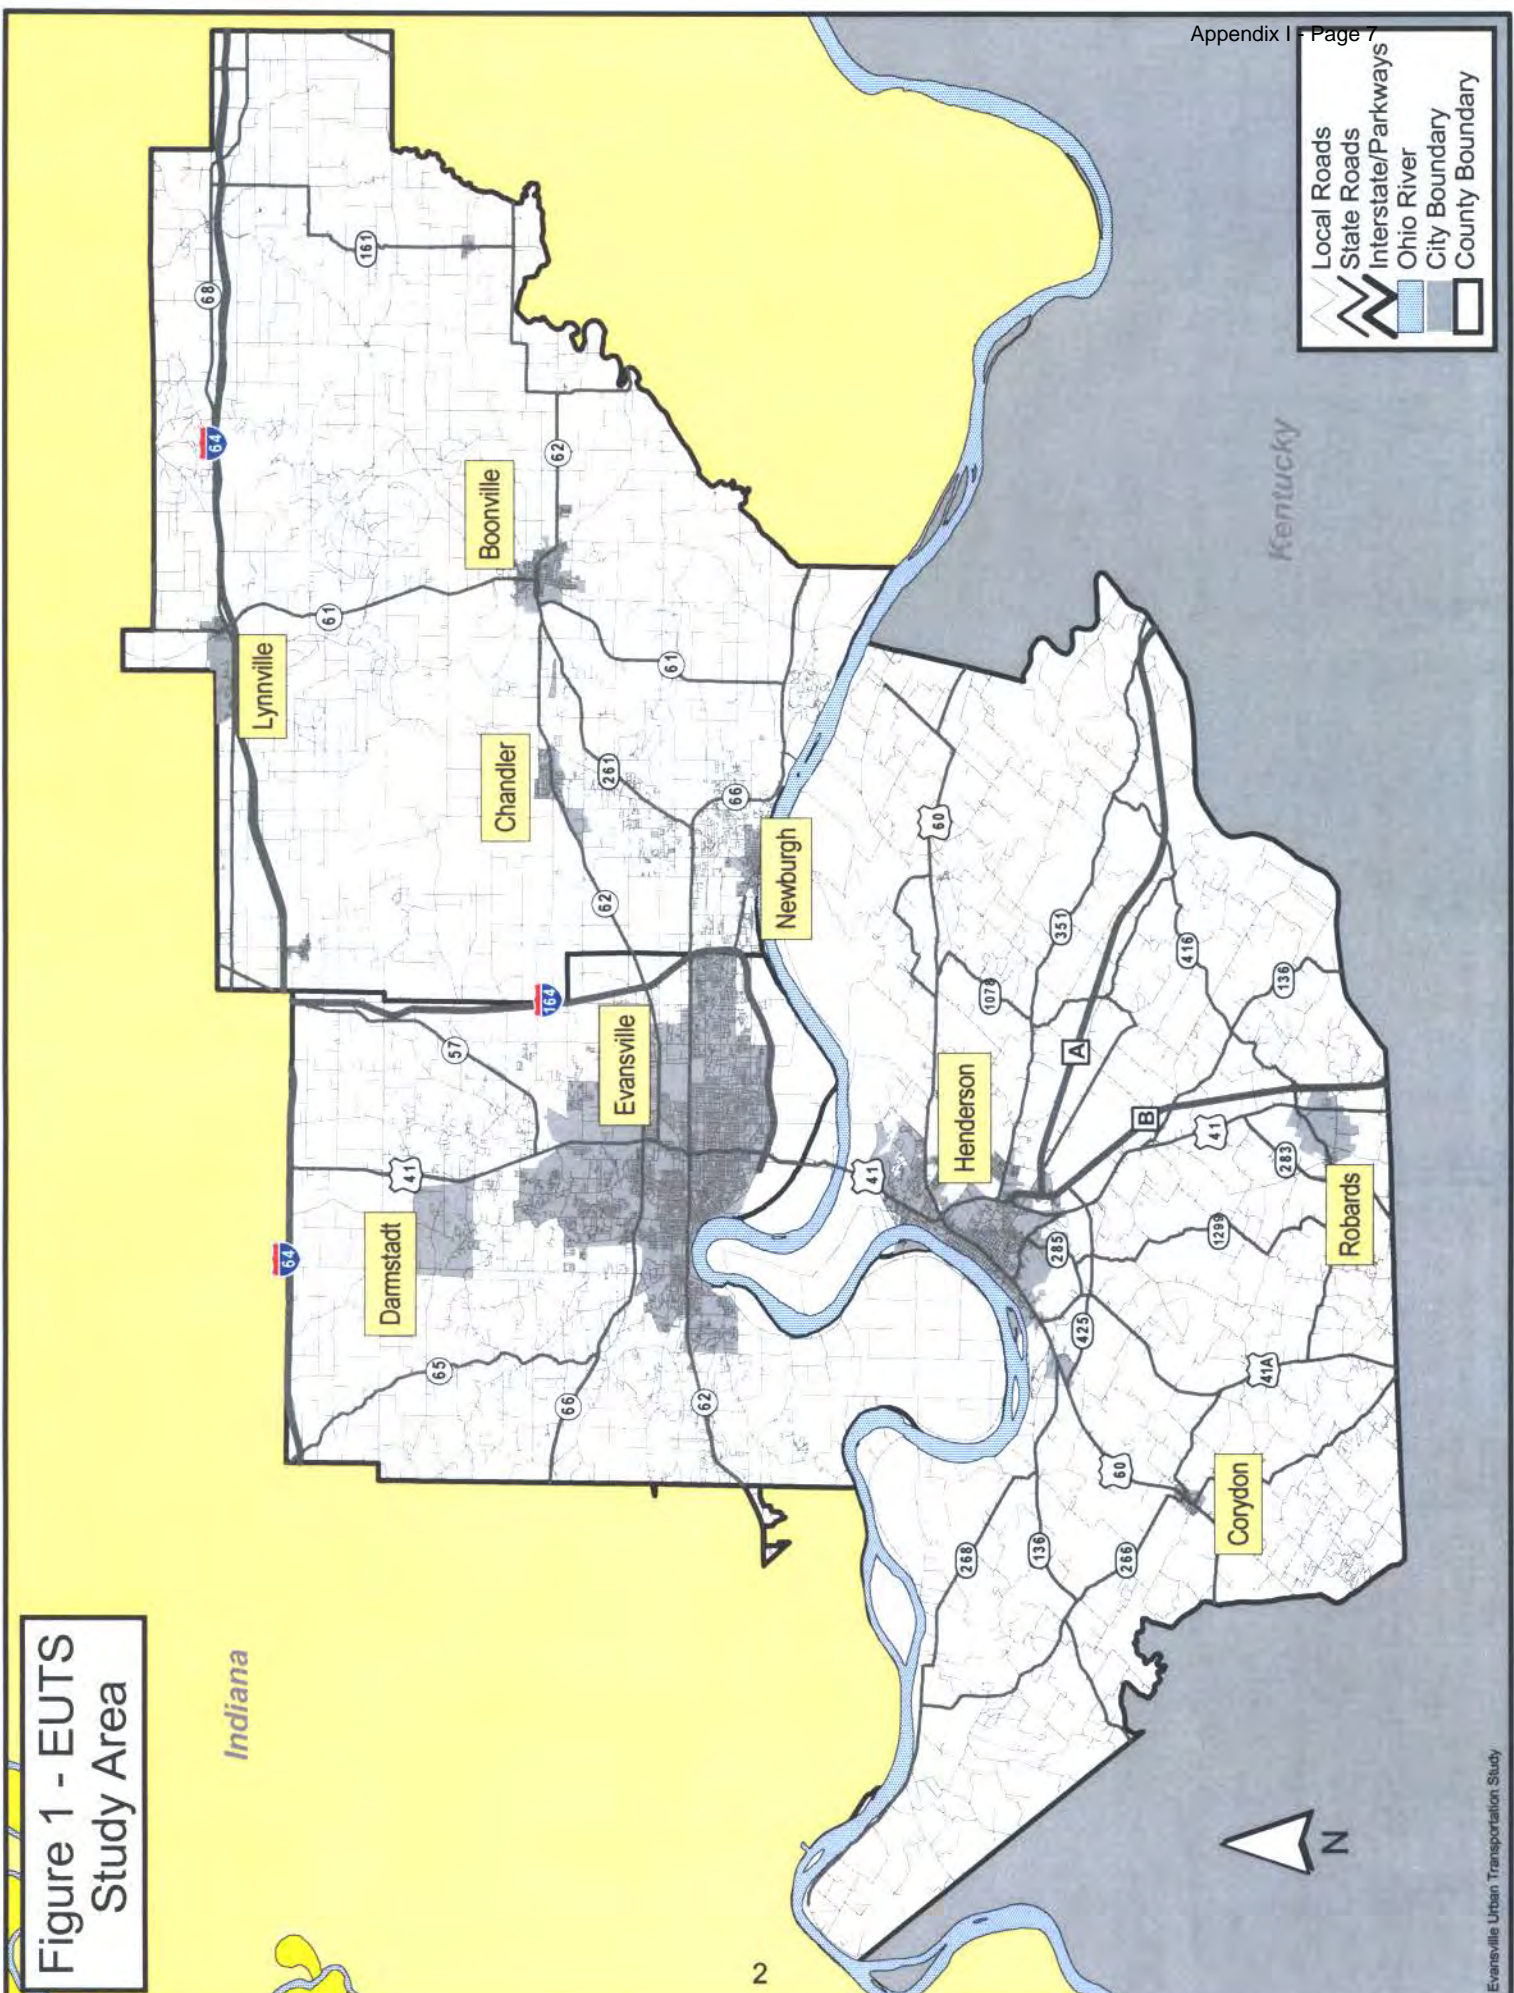 Appendix I - Page 7
Figure 1 - EUTS
Study Area
Indiana
Kentucky
Local Roads
State Roads
Interstate/Parkways
Ohio River
City Boundary
County Boundary
68
161
64
Lynnville
61
Boonville
62
61
Chandler
261
66
62
Newburgh
164
57
Evansville
64
41
Darmstadt
65
66
62
60
351
1078
416
136
A
Henderson
B
41
41
283
Robards
1299
285
425
41A
60
Corydon
268
136
266
N
2
Evansville Urban Transportation Study